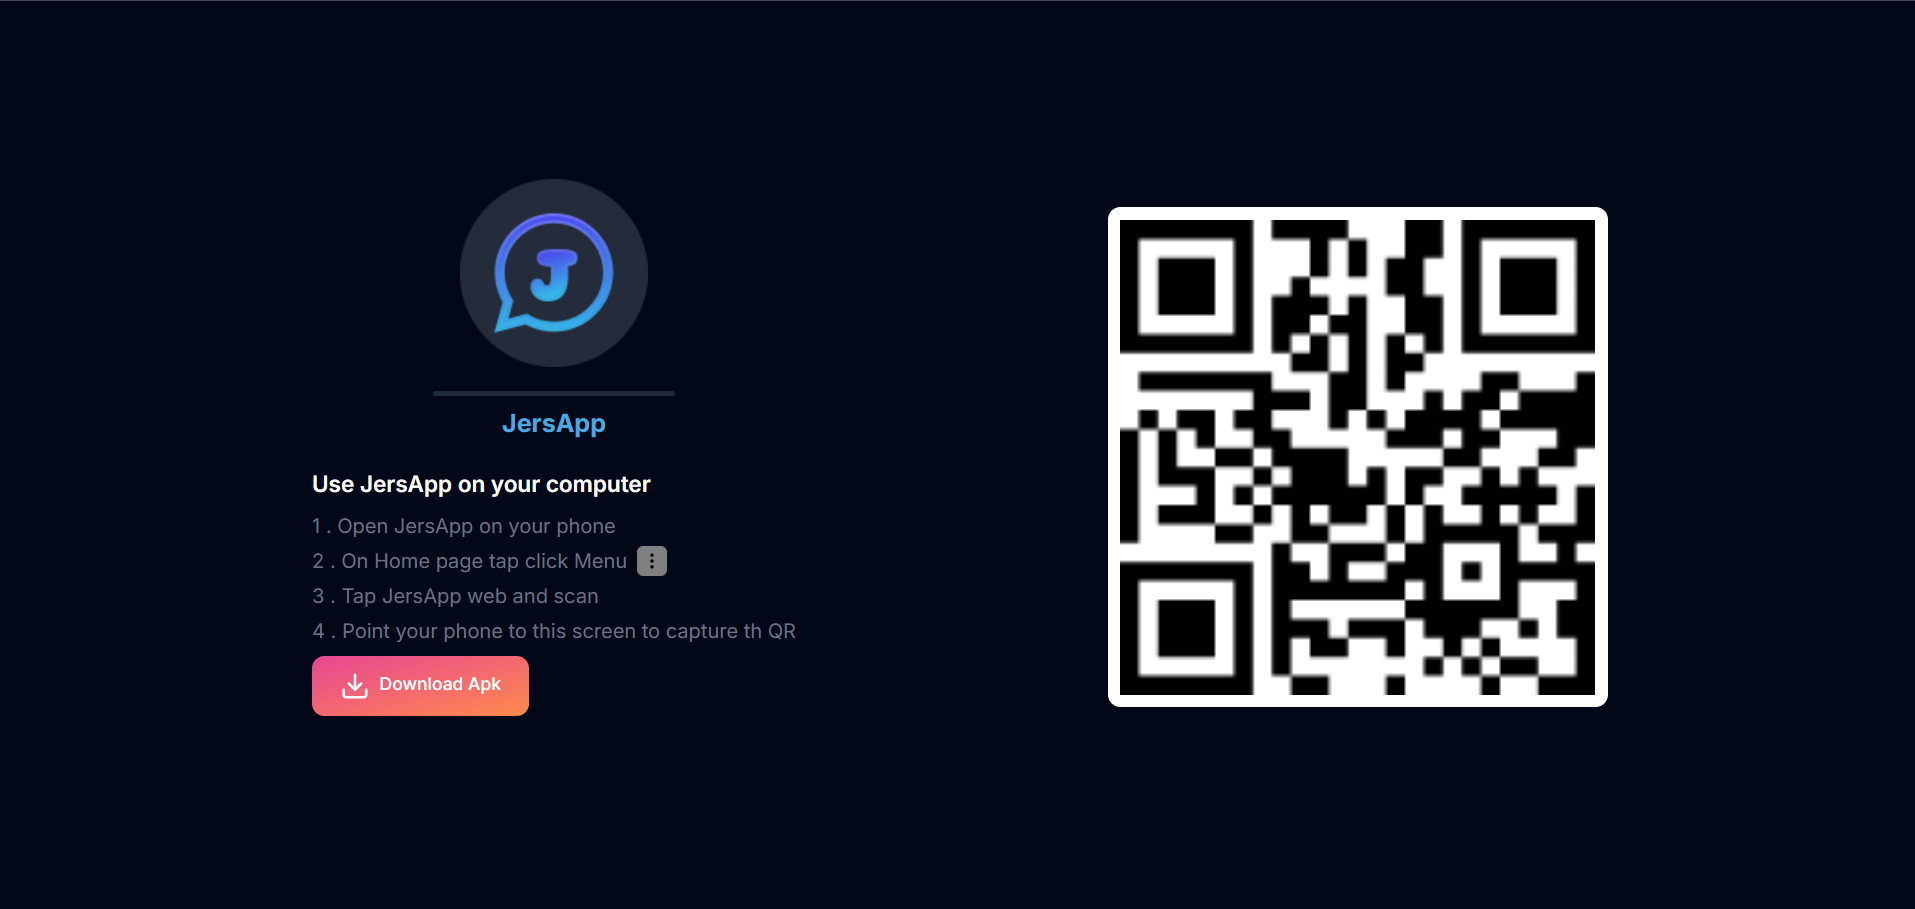 J
JersApp
Use JersApp on your computer
1 . Open JersApp on your phone
2 . On Home page tap click Menu
3 . Tap JersApp web and scan
4 . Point your phone to this screen to capture th QR
Download Apk